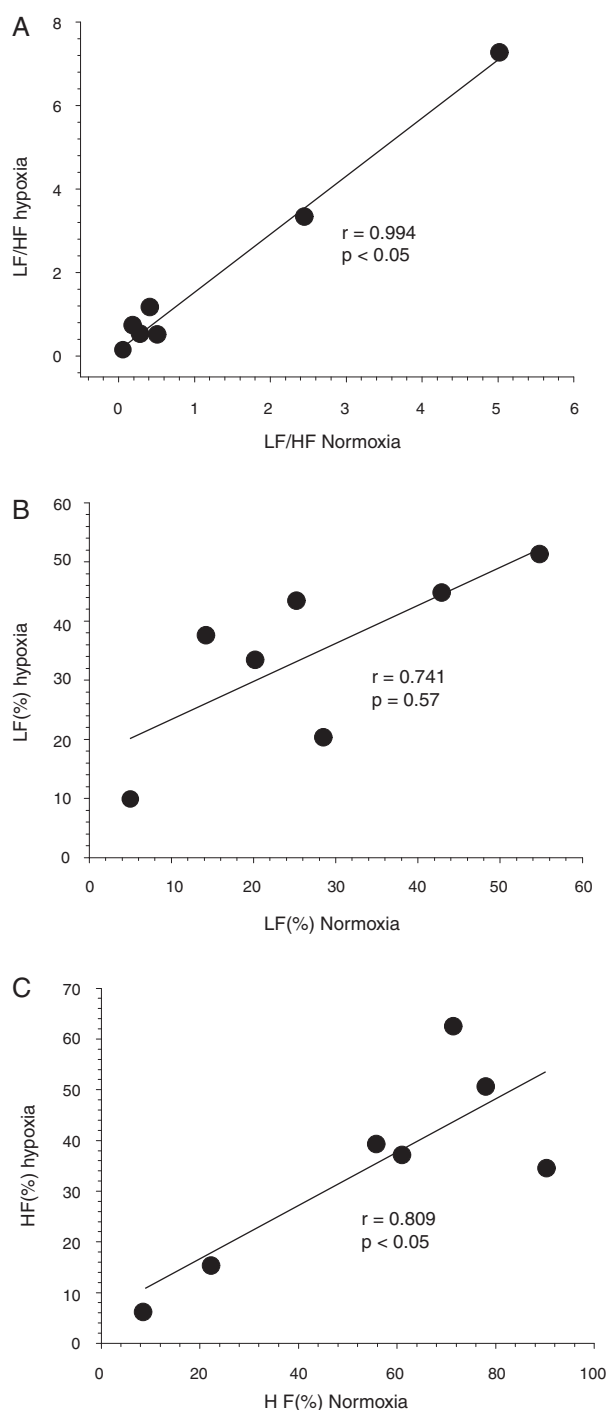 A
8
6
4
2
0
LF/HF hypoxia
r = 0.994
p < 0.05
0 1 2 3 4 5 6
LF/HF Normoxia
B
60
50
40
30
20
10
0
LF(%) hypoxia
r = 0.741
p = 0.57
0 10 20 30 40 50 60
LF(%) Normoxia
C
70
60
50
40
30
20
10
0
HF(%) hypoxia
r = 0.809
p < 0.05
0 20 40 60 80 100
H F(%) Normoxia